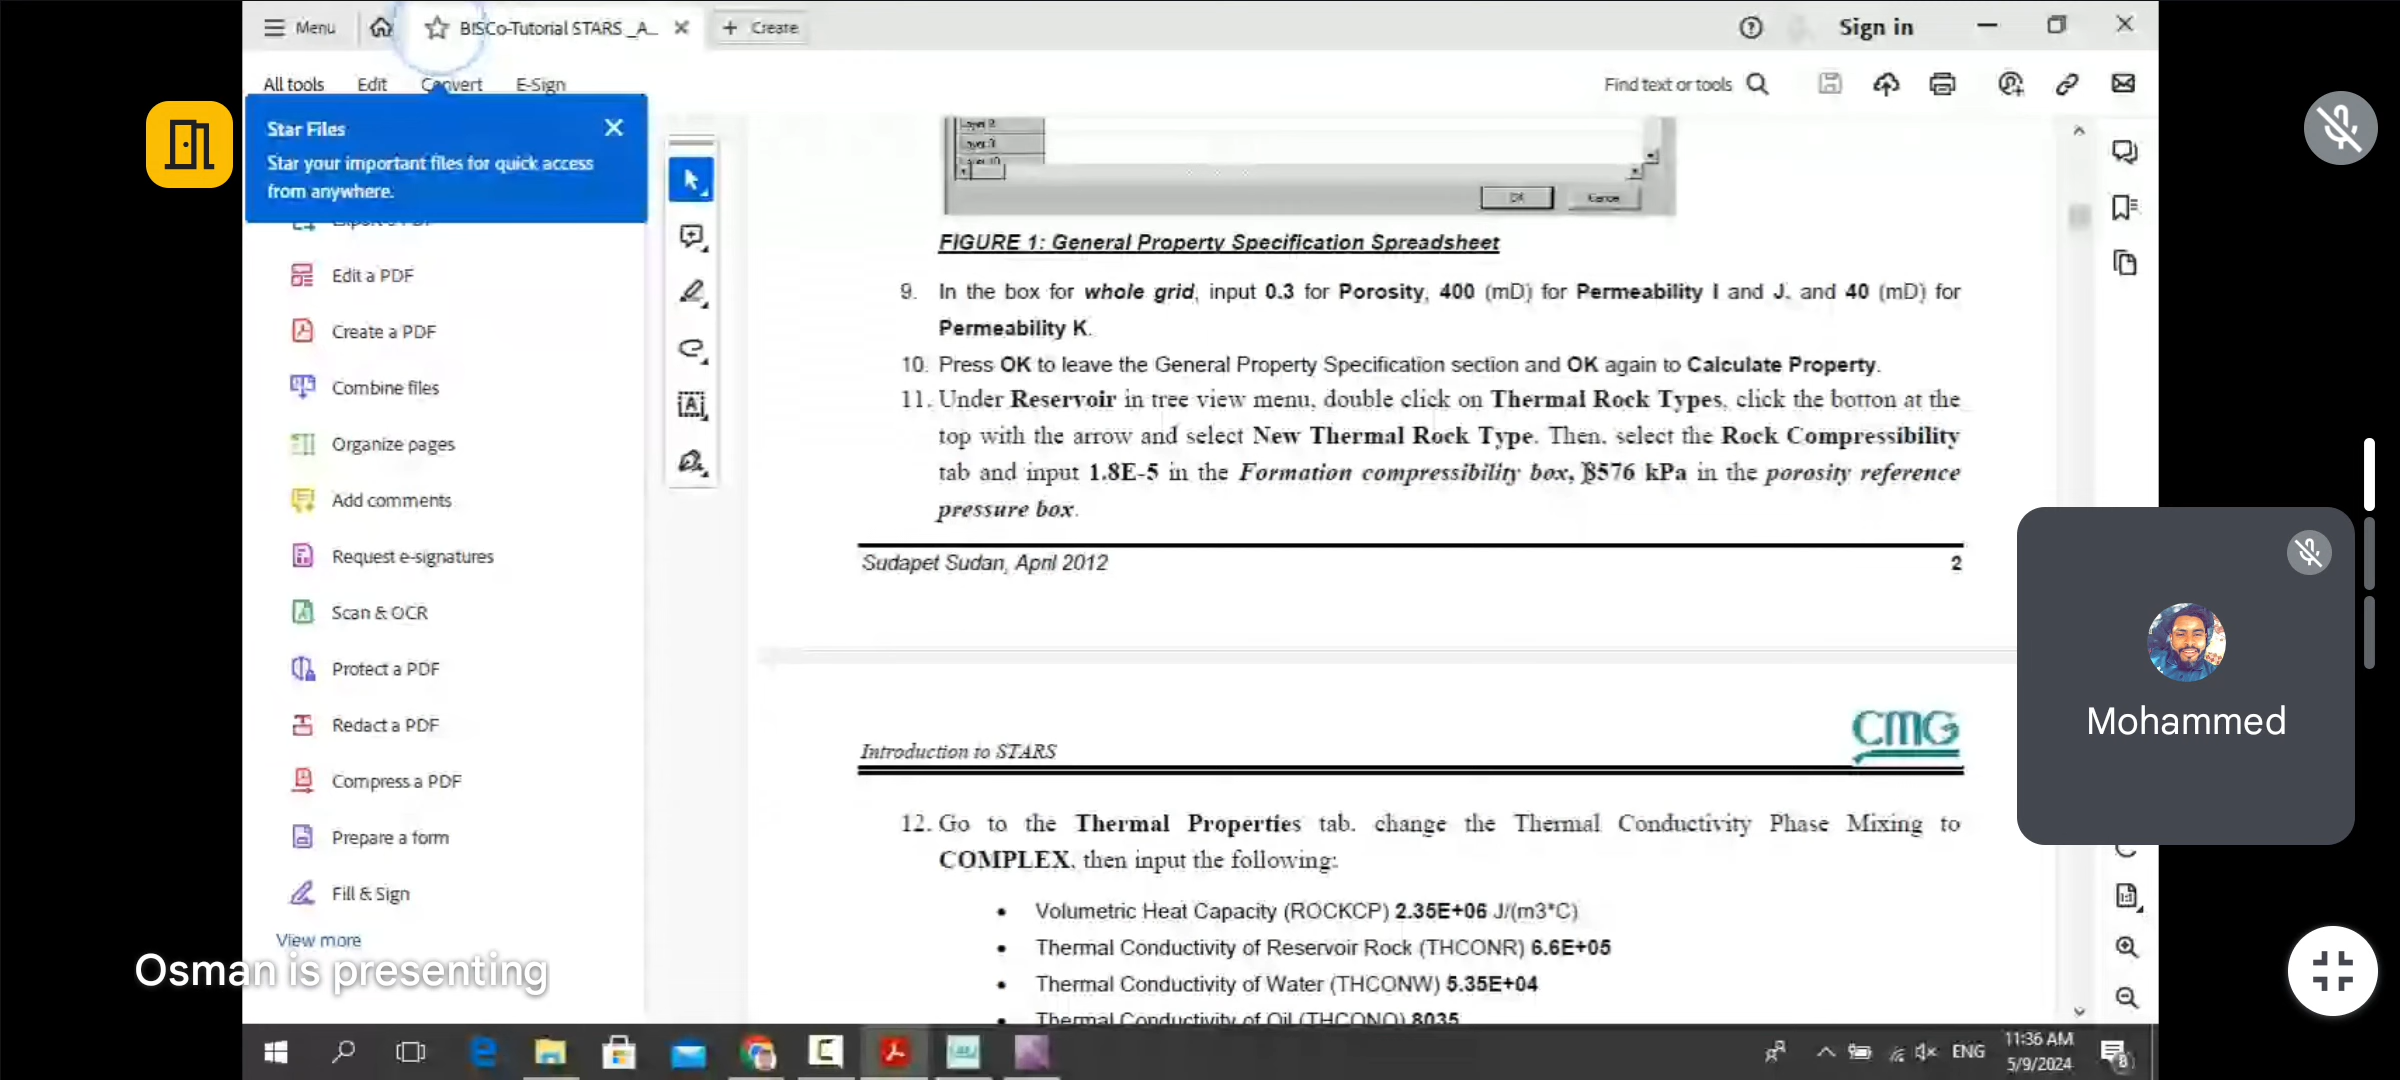 Menu
BISCo-Tutorial STARS _A...
Create
Sign in
All tools
Edit
Convert
E-Sign
Find text or tools
Star Files
Star your important files for quick access
from anywhere.
Export a PDF
Edit a PDF
Create a PDF
Combine files
Organize pages
Add comments
Request e-signatures
Scan & OCR
Protect a PDF
Redact a PDF
Compress a PDF
Prepare a form
Fill & Sign
View more
Osman is presenting
Layer 9
OK
Cancel
FIGURE 1: General Property Specification Spreadsheet
9. In the box for whole grid, input 0.3 for Porosity, 400 (mD) for Permeability I and J, and 40 (mD) for
Permeability K.
10. Press OK to leave the General Property Specification section and OK again to Calculate Property.
11. Under Reservoir in tree view menu, double click on Thermal Rock Types, click the botton at the
top with the arrow and select New Thermal Rock Type. Then, select the Rock Compressibility
tab and input 1.8E-5 in the Formation compressibility box, 3576 kPa in the porosity reference
pressure box.
Sudapet Sudan, April 2012
2
Introduction to STARS
CMG
12. Go to the Thermal Properties tab, change the Thermal Conductivity Phase Mixing to
COMPLEX, then input the following:
• Volumetric Heat Capacity (ROCKCP) 2.35E+06 J/(m3*C)
• Thermal Conductivity of Reservoir Rock (THCONR) 6.6E+05
• Thermal Conductivity of Water (THCONW) 5.35E+04
• Thermal Conductivity of Oil (THCONO) 8035
Mohammed
ENG
11:36 AM
5/9/2024
8